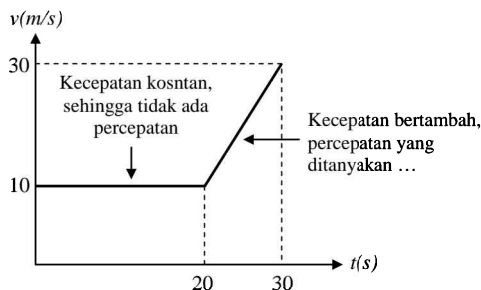 v(m/s)
30
Kecepatan kosntan,
sehingga tidak ada
percepatan
Kecepatan bertambah,
percepatan yang
ditanyakan …
10
t(s)
20
30